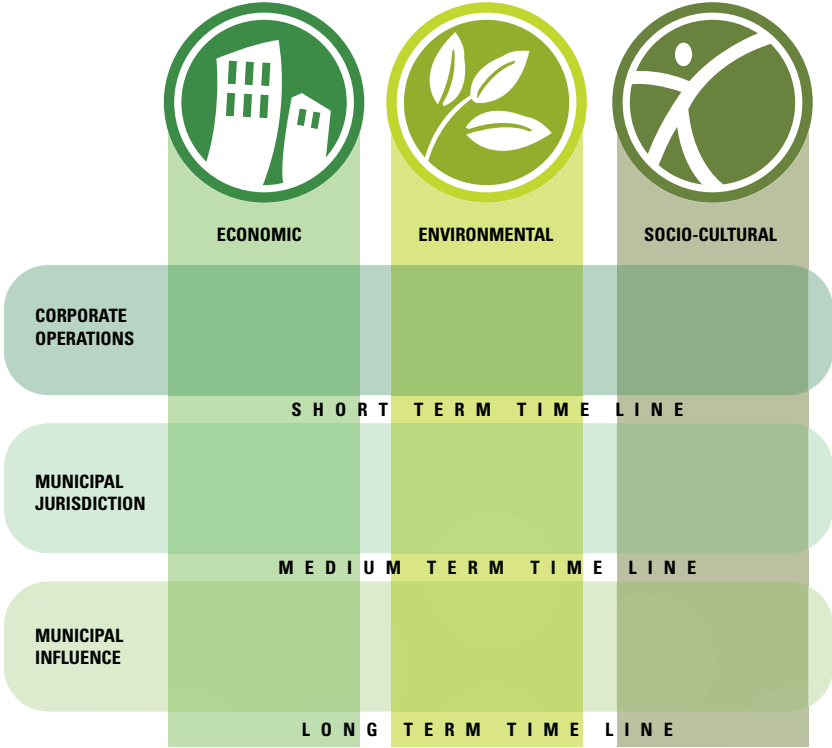 ECONOMIC
ENVIRONMENTAL
SOCIO-CULTURAL
CORPORATE
OPERATIONS
SHORT TERM TIME LINE
MUNICIPAL
JURISDICTION
MEDIUM TERM TIME LINE
MUNICIPAL
INFLUENCE
LONG TERM TIME LINE